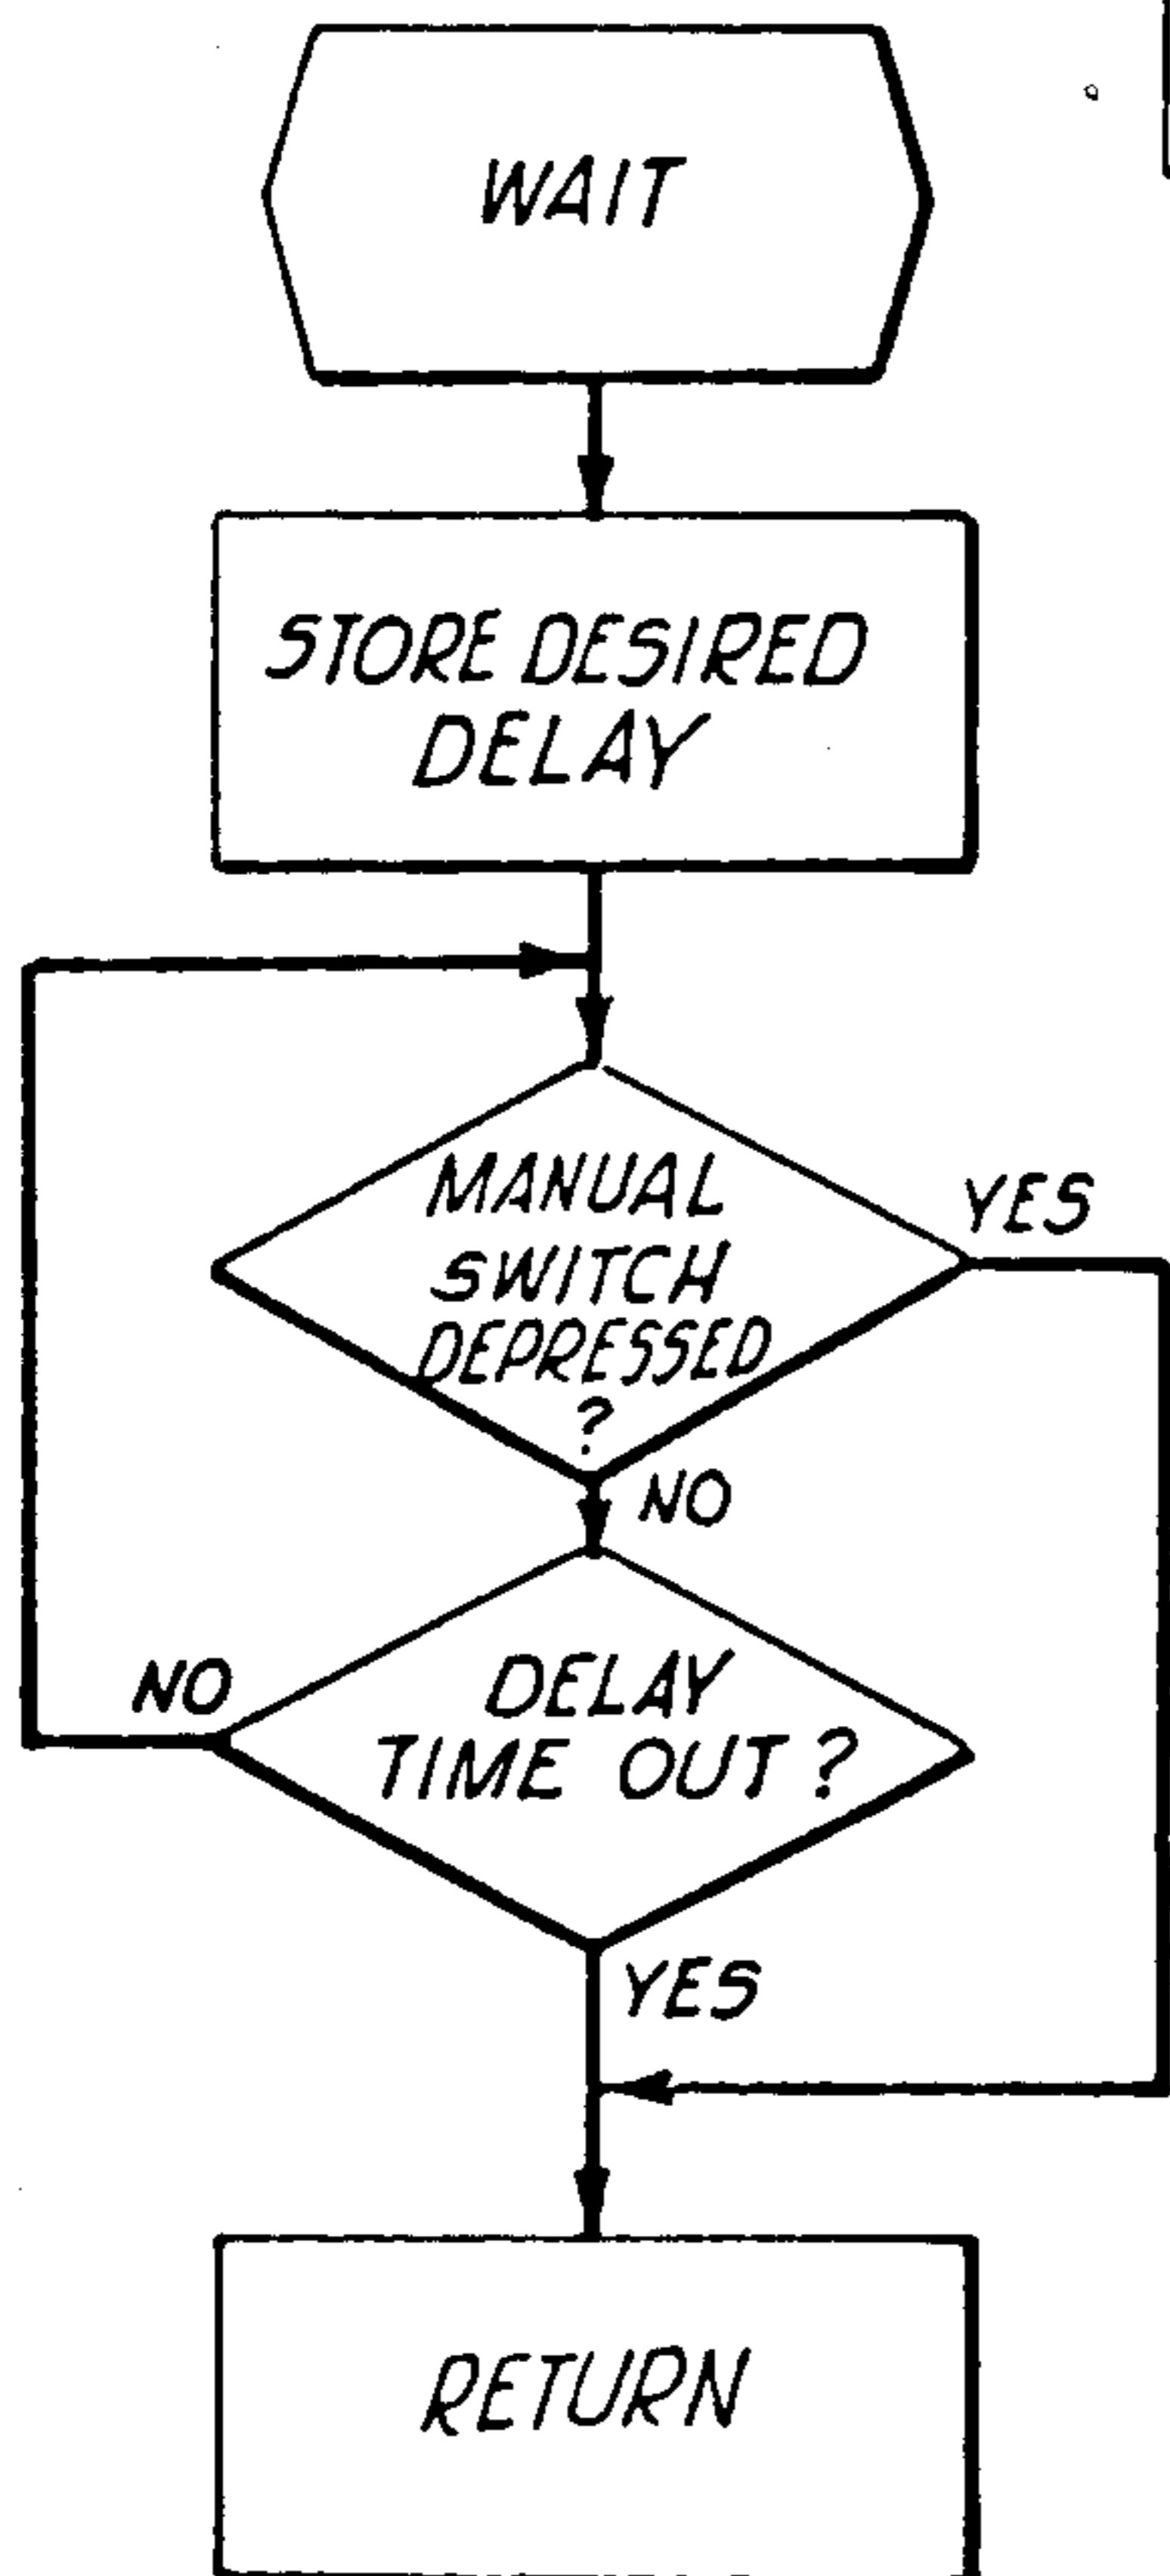 WAIT
STORE DESIRED
DELAY
MANUAL
SWITCH
DEPRESSED
?
YES
NO
DELAY
TIME OUT ?
NO
YES
RETURN